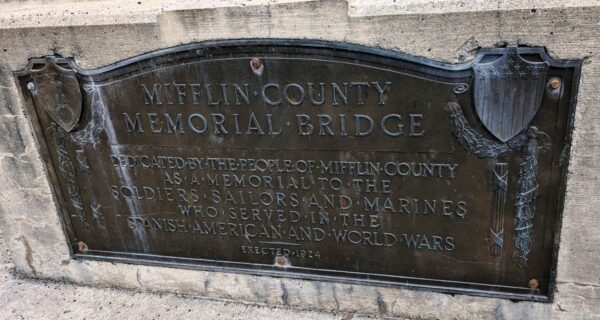 MIFFLIN·COUNTY
MEMORIAL·BRIDGE
DEDICATED·BY·THE·PEOPLE·OF·MIFFLIN·COUNTY
AS·A·MEMORIAL·TO·THE
SOLDIERS·SAILORS·AND·MARINES
WHO·SERVED·IN·THE
SPANISH·AMERICAN·AND·WORLD·WARS
ERECTED·1924